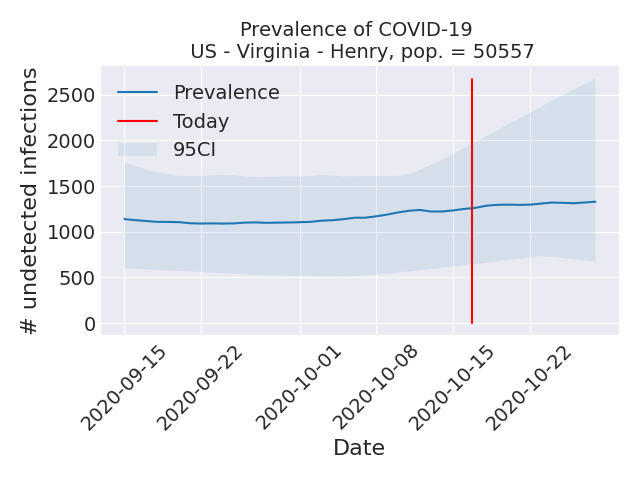 Prevalence of COVID-19
US - Virginia - Henry, pop. = 50557
# undetected infections
2500
2000
1500
1000
500
0
Prevalence
Today
95CI
2020-09-15
2020-09-22
2020-10-01
2020-10-08
2020-10-15
2020-10-22
Date